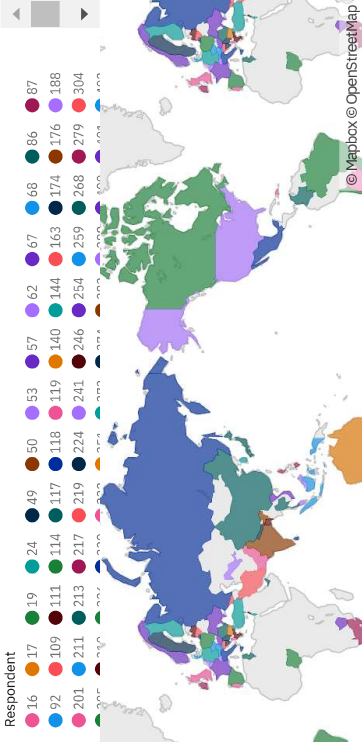 Respondent
16 17 19 24 49 50 53 57 62 67 68 86 87
92 109 111 114 117 118 119 140 144 163 174 176 188
201 211 213 217 219 224 241 246 254 259 268 279 304
© Mapbox © OpenStreetMap